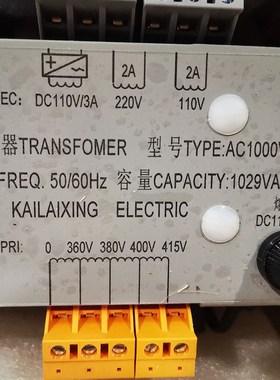 2A 2A
EC: DC110V/3A 220V 110V
器TRANSFOMER 型号TYPE:AC1000
FREQ. 50/60Hz 容量CAPACITY:1029VA
KAILAIXING ELECTRIC
DC11
PRI: 0 360V 380V 400V 415V